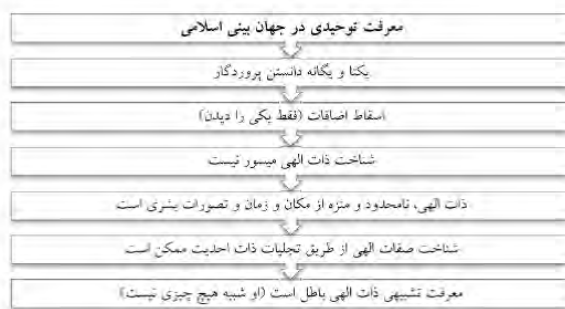 معرفت توحیدی در جهان بینی اسلامی
یکتا و یگانه دانستن پروردگار
اسقاط اضافات (فقط یکی را دیدن)
شناخت ذات الهی میسور نیست
ذات الهی، نامحدود و منزه از مکان و زمان و تصورات بشری است
شناخت صفات الهی از طریق تجلیات ذات احدیت ممکن است
معرفت تشبیهی ذات الهی باطل است (او شبیه هیچ چیزی نیست)